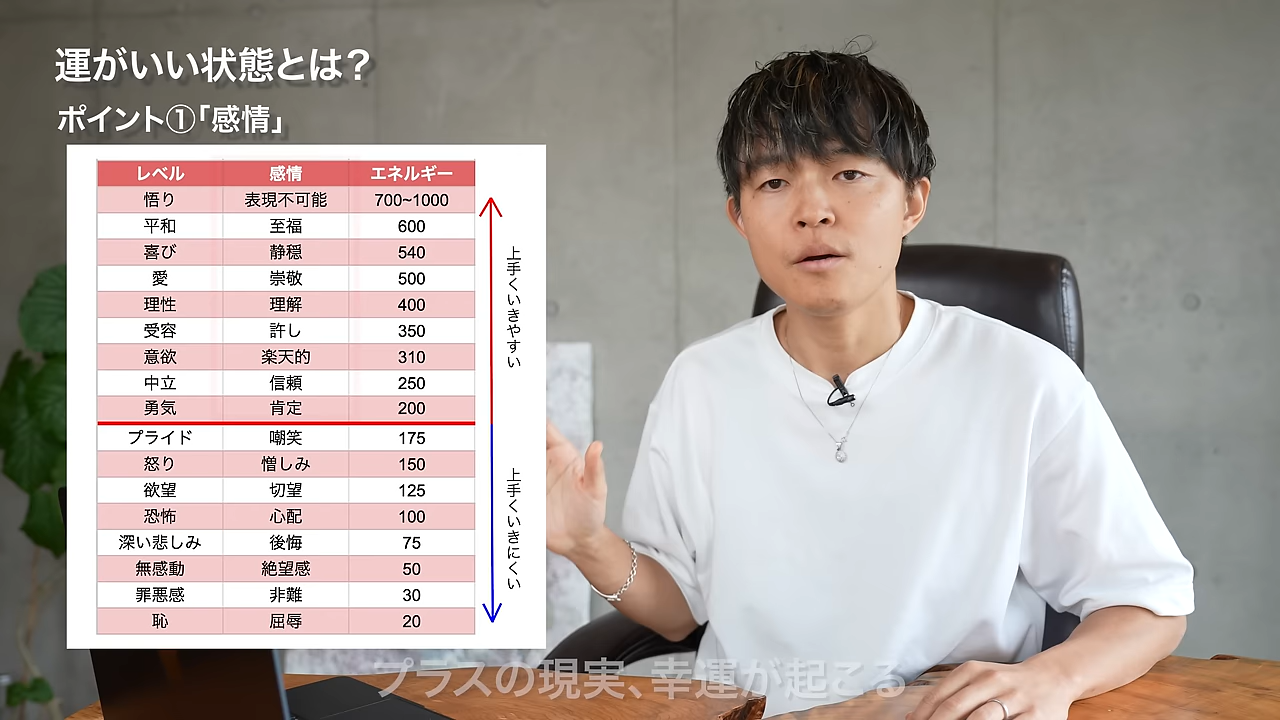 運がいい状態とは？
ポイント①「感情」
レベル 感情 エネルギー
悟り 表現不可能 700~1000
平和 至福 600
喜び 静穏 540
愛 崇敬 500
理性 理解 400
受容 許し 350
意欲 楽天的 310
中立 信頼 250
勇気 肯定 200
プライド 嘲笑 175
怒り 憎しみ 150
欲望 切望 125
恐怖 心配 100
深い悲しみ 後悔 75
無感動 絶望感 50
罪悪感 非難 30
恥 屈辱 20
上手くいきやすい
上手くいきにくい
プラスの現実、幸運が起こる